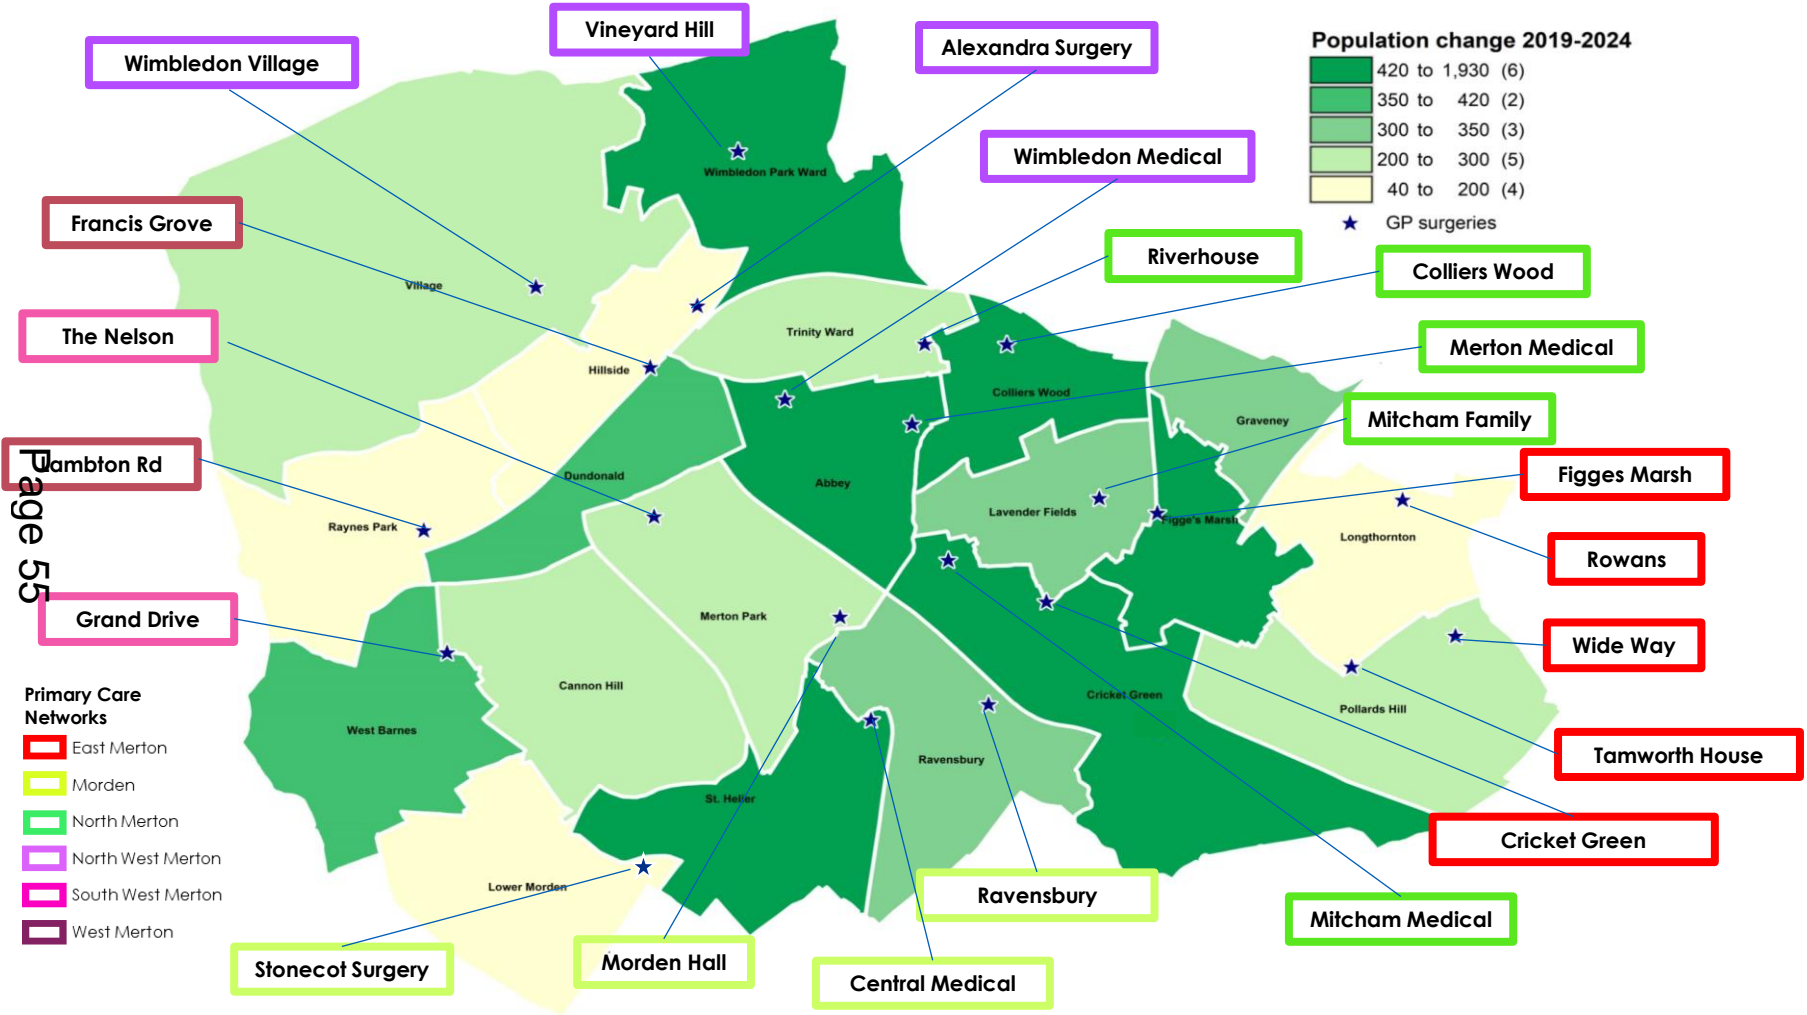 Vineyard Hill
Wimbledon Village
Alexandra Surgery
Population change 2019-2024
420 to 1,930 (6)
350 to 420 (2)
300 to 350 (3)
200 to 300 (5)
40 to 200 (4)
GP surgeries
Wimbledon Medical
Wimbledon Park Ward
Francis Grove
Riverhouse
Colliers Wood
Village
The Nelson
Trinity Ward
Merton Medical
Hillside
Colliers Wood
Mitcham Family
Graveney
Lambton Rd
Page 55
Dundonald
Abbey
Figges Marsh
Raynes Park
Lavender Fields
Figge's Marsh
Longthornton
Rowans
Grand Drive
Merton Park
Wide Way
Cannon Hill
Cricket Green
Pollards Hill
West Barnes
Ravensbury
Tamworth House
St. Helier
Cricket Green
Lower Morden
Ravensbury
Mitcham Medical
Stonecot Surgery
Morden Hall
Central Medical
Primary Care
Networks
East Merton
Morden
North Merton
North West Merton
South West Merton
West Merton